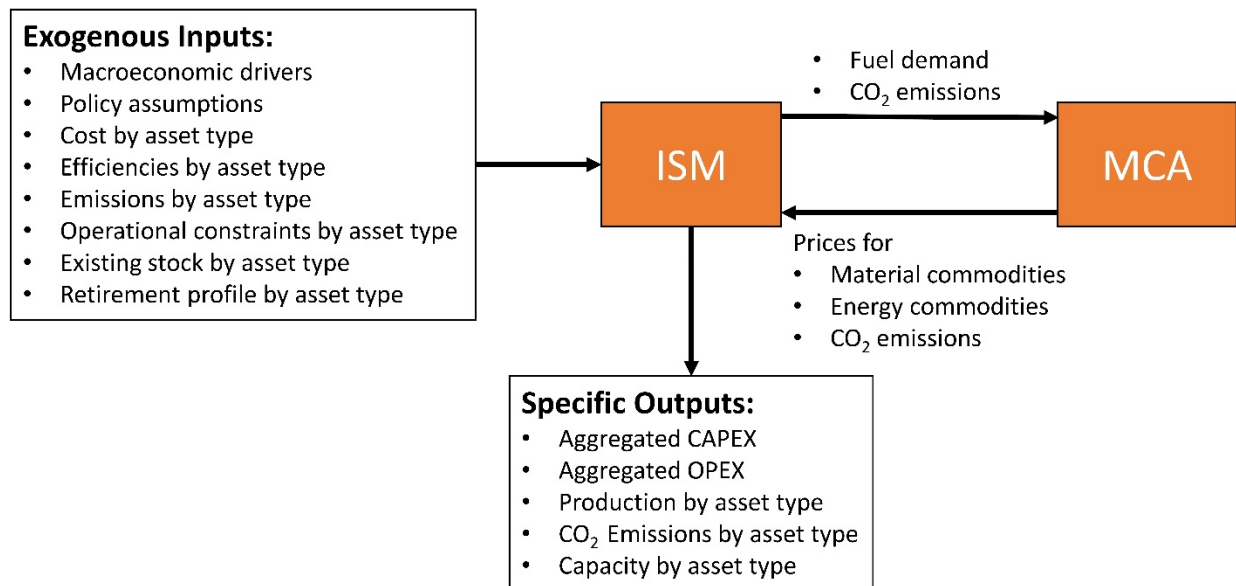 Exogenous Inputs:
• Macroeconomic drivers
• Policy assumptions
• Cost by asset type
• Efficiencies by asset type
• Emissions by asset type
• Operational constraints by asset type
• Existing stock by asset type
• Retirement profile by asset type
ISM
• Fuel demand
• CO₂ emissions
MCA
Prices for
• Material commodities
• Energy commodities
• CO₂ emissions
Specific Outputs:
• Aggregated CAPEX
• Aggregated OPEX
• Production by asset type
• CO₂ Emissions by asset type
• Capacity by asset type